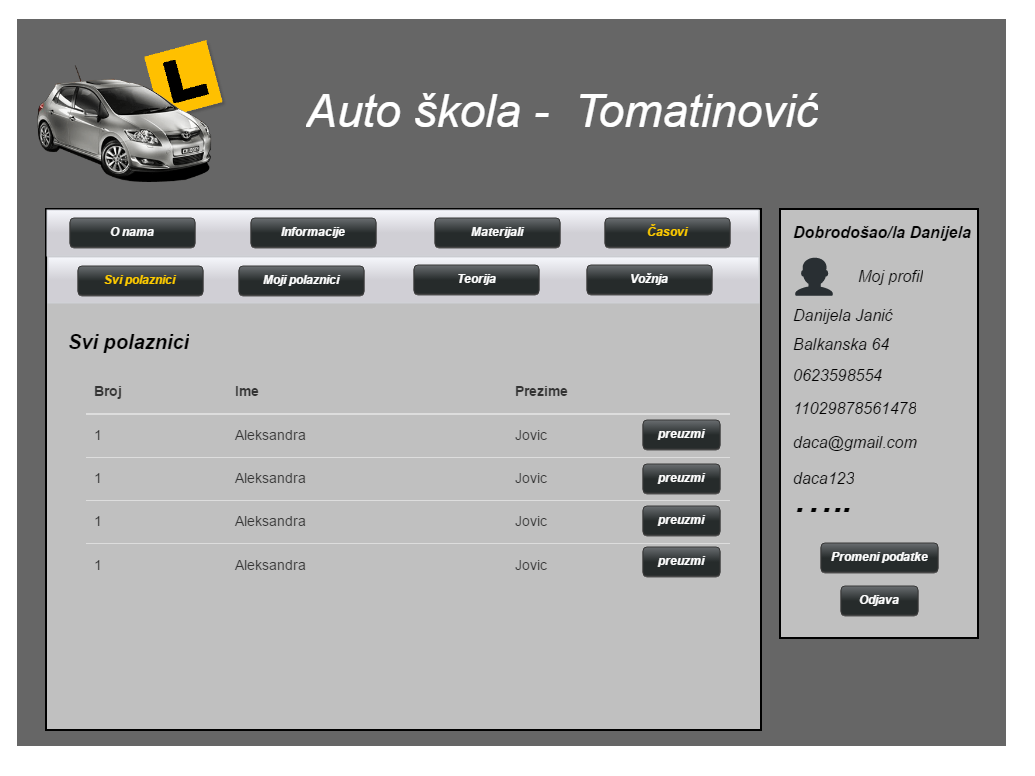 L
Auto škola - Tomatinović
O nama Informacije Materijali Časovi
Svi polaznici Moji polaznici Teorija Vožnja
Svi polaznici
Broj Ime Prezime
1 Aleksandra Jovic preuzmi
1 Aleksandra Jovic preuzmi
1 Aleksandra Jovic preuzmi
1 Aleksandra Jovic preuzmi
Dobrodošao/la Danijela
Moj profil
Danijela Janić
Balkanska 64
0623598554
11029878561478
daca@gmail.com
daca123
.....
Promeni podatke
Odjava